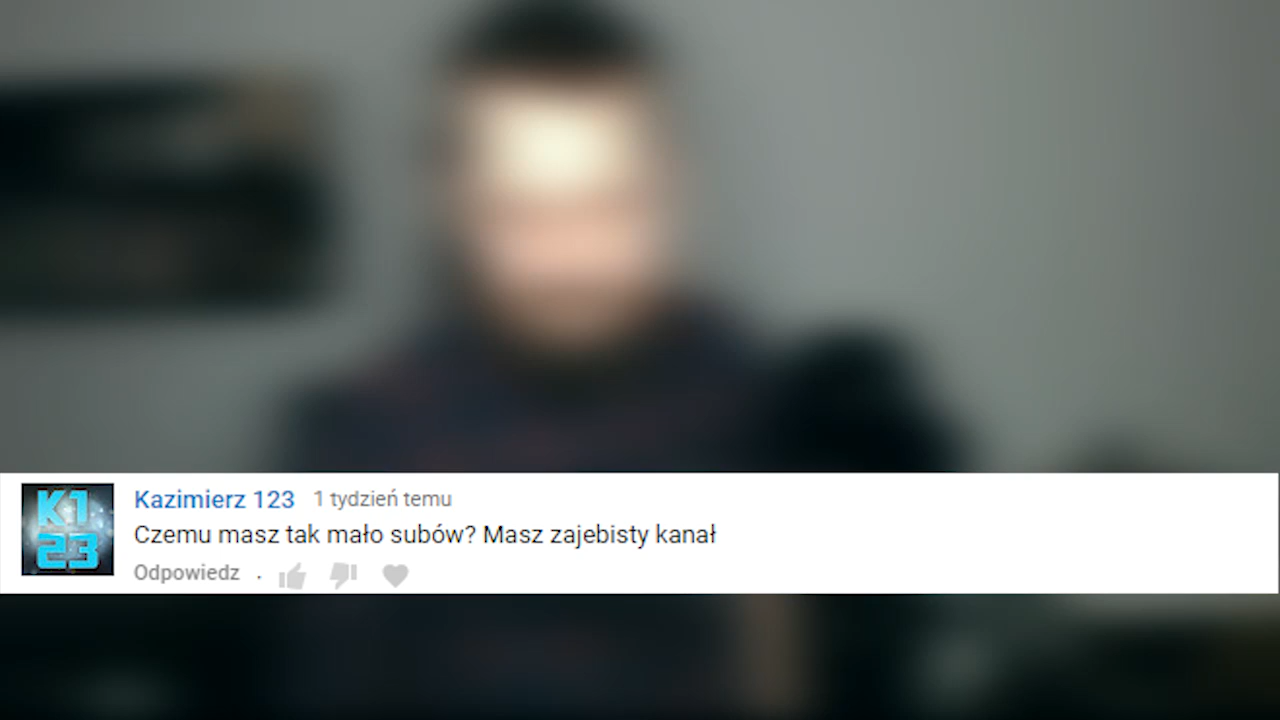 K1
23
Kazimierz 123 1 tydzień temu
Czemu masz tak mało subów? Masz zajebisty kanał
Odpowiedz .